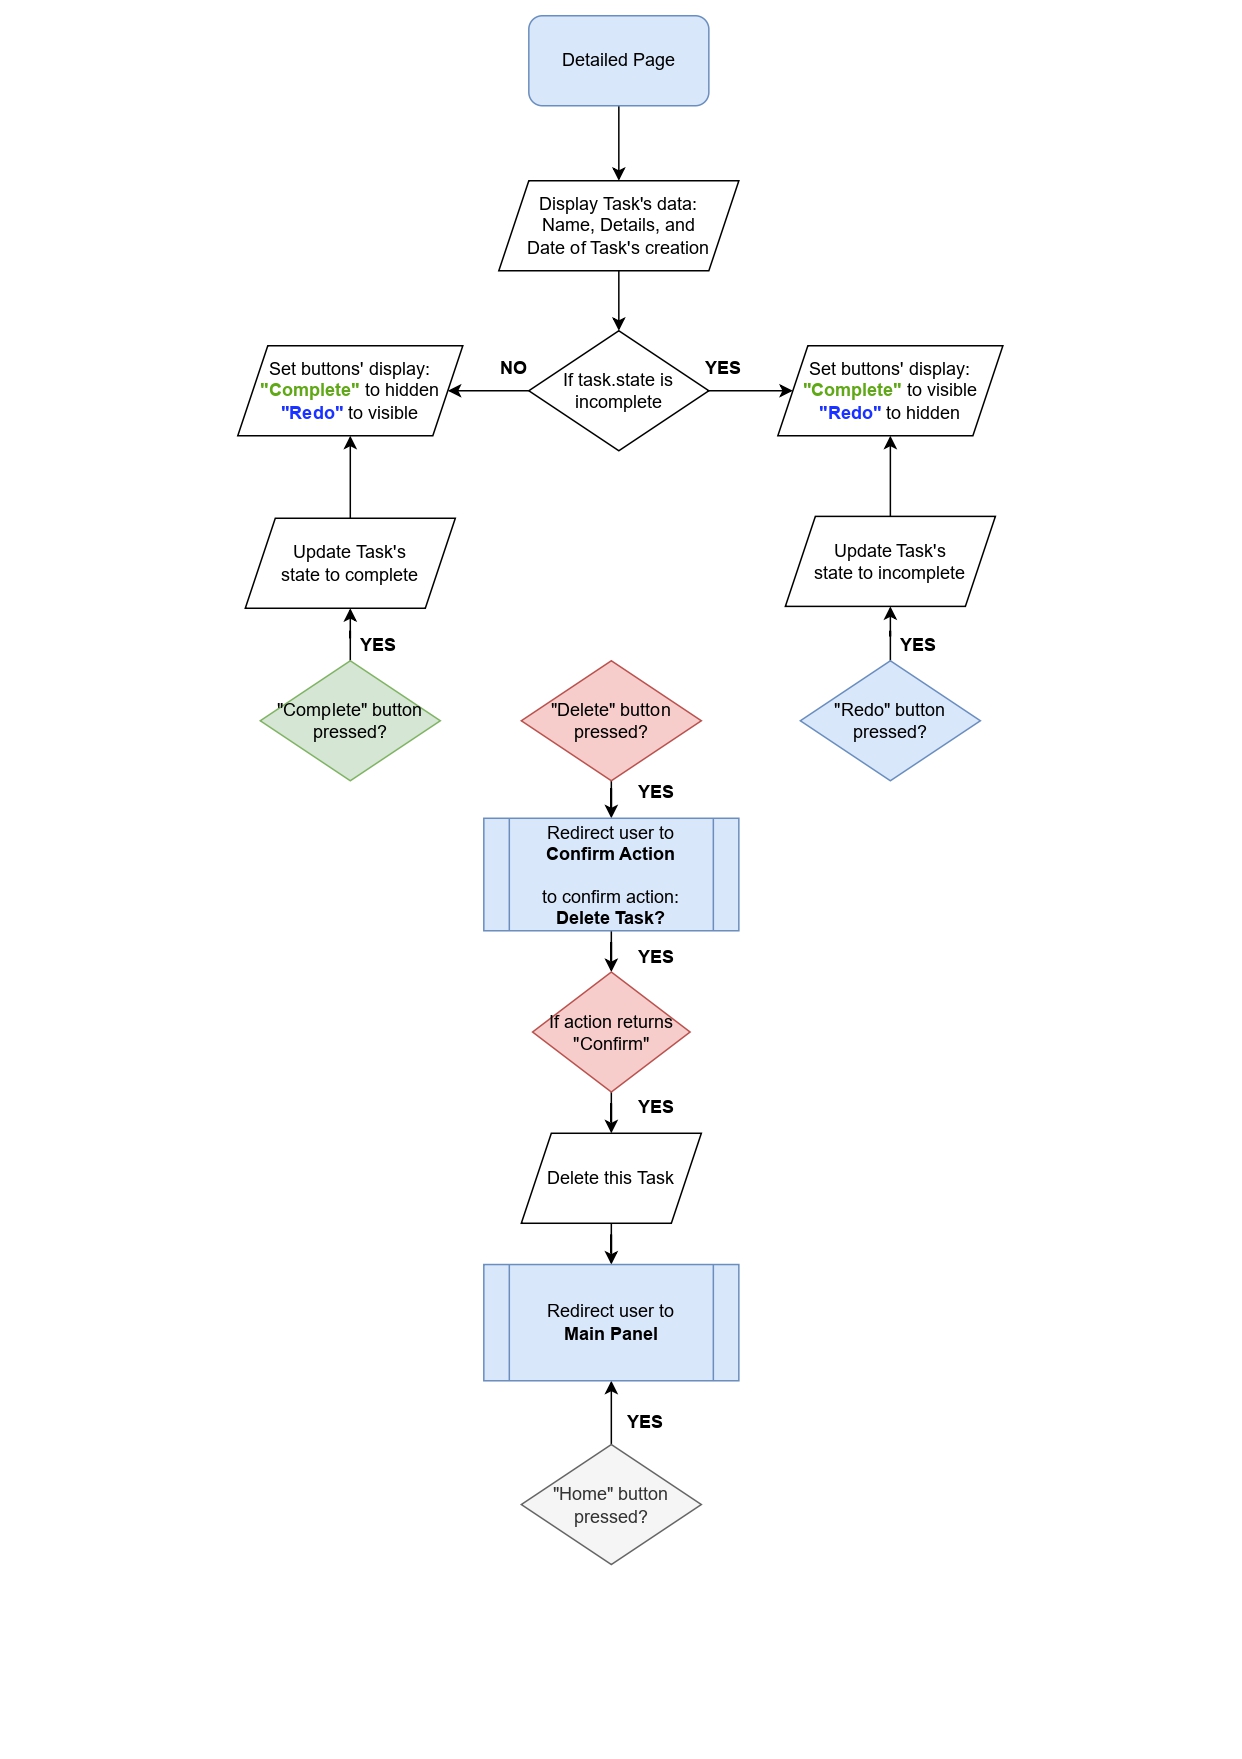 Detailed Page
Display Task's data:
Name, Details, and
Date of Task's creation
NO
If task.state is
incomplete
YES
Set buttons' display:
"Complete" to hidden
"Redo" to visible
Set buttons' display:
"Complete" to visible
"Redo" to hidden
Update Task's
state to complete
Update Task's
state to incomplete
YES
YES
"Complete" button
pressed?
"Delete" button
pressed?
"Redo" button
pressed?
YES
Redirect user to
Confirm Action
to confirm action:
Delete Task?
YES
If action returns
"Confirm"
YES
Delete this Task
Redirect user to
Main Panel
YES
"Home" button
pressed?